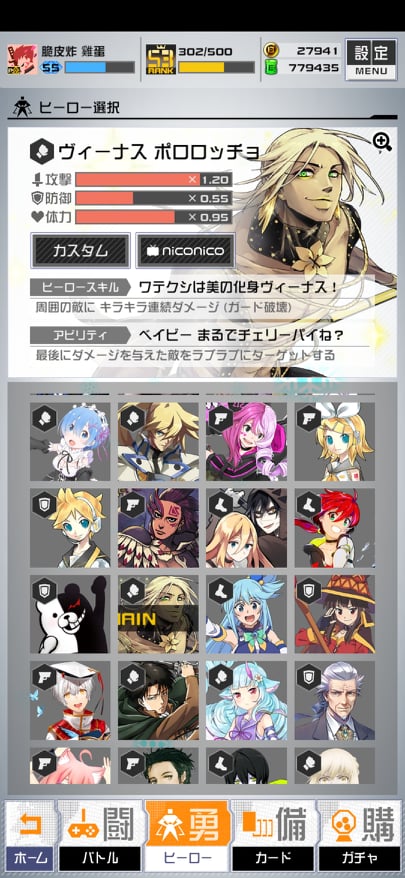 脆皮炸 雞蛋
55
53
RANK
302/500
27941
779435
設定
MENU
ヒーロー選択
ヴィーナス ポロロッチョ
攻撃
×1.20
防御
×0.55
体力
×0.95
カスタム
niconico
ヒーロースキル
ワテクシは美の化身ヴィーナス！
周囲の敵に キラキラ連続ダメージ (ガード破壊)
アビリティ
ベイビー まるでチェリーパイね？
最後にダメージを与えた敵をラブラブにターゲットする
MAIN
ホーム
闘
バトル
勇
ヒーロー
備
カード
購
ガチャ